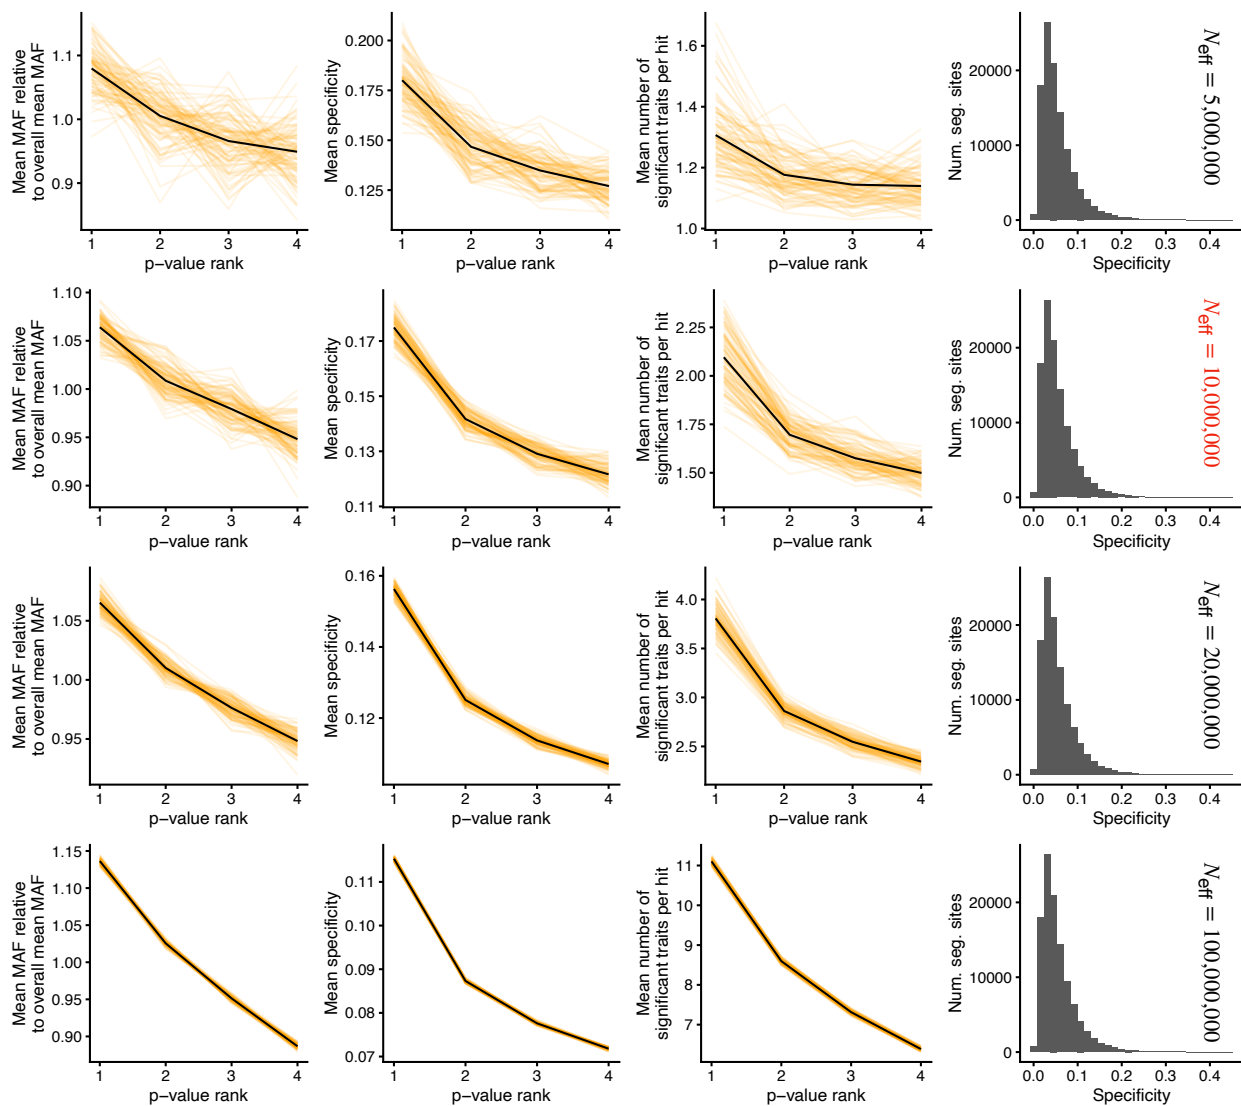 Mean MAF relative
to overall mean MAF
1.1
1.0
0.9
1
2
3
4
p−value rank
Mean specificity
0.200
0.175
0.150
0.125
1
2
3
4
p−value rank
Mean number of
significant traits per hit
1.6
1.4
1.2
1.0
1
2
3
4
p−value rank
Num. seg. sites
20000
10000
0
0.0
0.1
0.2
0.3
0.4
Specificity
Neff = 5,000,000
Mean MAF relative
to overall mean MAF
1.10
1.05
1.00
0.95
0.90
1
2
3
4
p−value rank
Mean specificity
0.17
0.15
0.13
0.11
1
2
3
4
p−value rank
Mean number of
significant traits per hit
2.25
2.00
1.75
1.50
1
2
3
4
p−value rank
Num. seg. sites
20000
10000
0
0.0
0.1
0.2
0.3
0.4
Specificity
Neff = 10,000,000
Mean MAF relative
to overall mean MAF
1.05
1.00
0.95
1
2
3
4
p−value rank
Mean specificity
0.16
0.14
0.12
1
2
3
4
p−value rank
Mean number of
significant traits per hit
4.0
3.5
3.0
2.5
1
2
3
4
p−value rank
Num. seg. sites
20000
10000
0
0.0
0.1
0.2
0.3
0.4
Specificity
Neff = 20,000,000
Mean MAF relative
to overall mean MAF
1.15
1.10
1.05
1.00
0.95
0.90
1
2
3
4
p−value rank
Mean specificity
0.11
0.10
0.09
0.08
0.07
1
2
3
4
p−value rank
Mean number of
significant traits per hit
11
10
9
8
7
1
2
3
4
p−value rank
Num. seg. sites
20000
10000
0
0.0
0.1
0.2
0.3
0.4
Specificity
Neff = 100,000,000